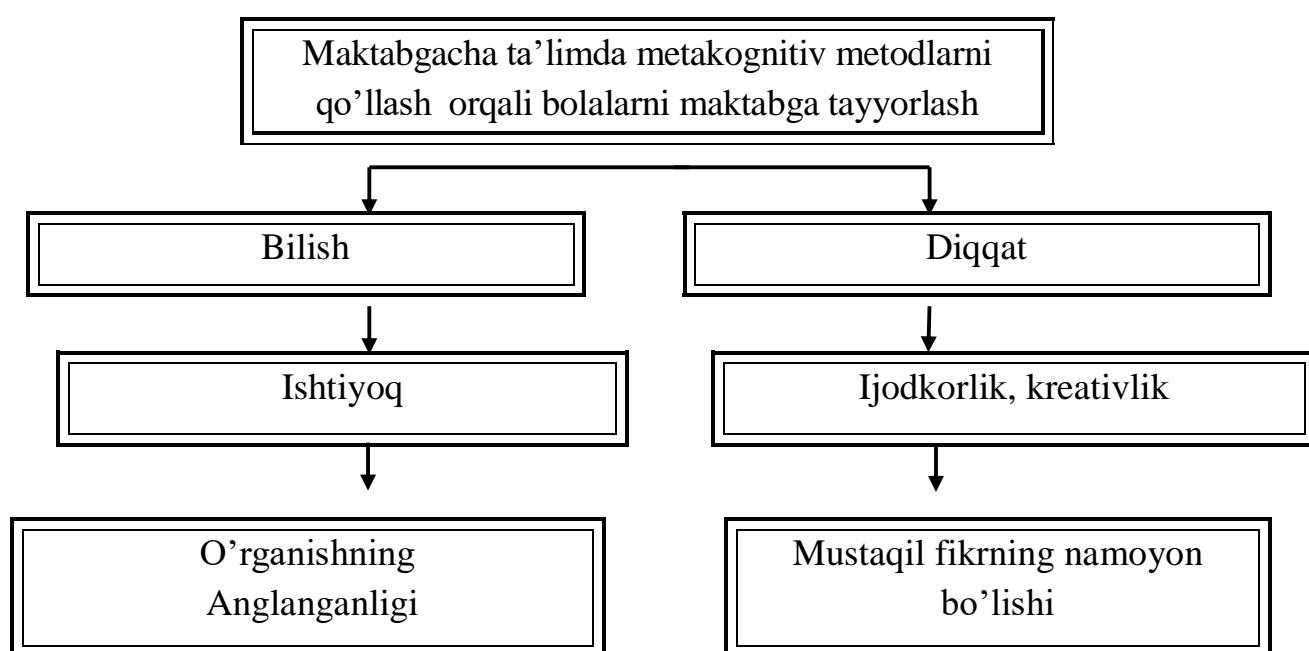 Maktabgacha ta’limda metakognitiv metodlarni
qo’llash orqali bolalarni maktabga tayyorlash
Bilish
Diqqat
Ishtiyoq
Ijodkorlik, kreativlik
O’rganishning
Anglanganligi
Mustaqil fikrning namoyon
bo’lishi